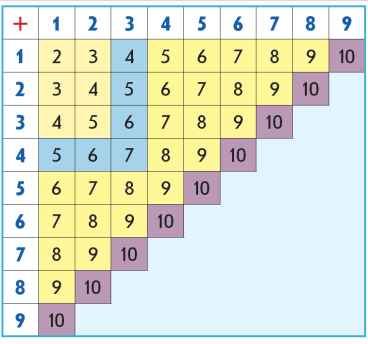 + 1 2 3 4 5 6 7 8 9
1 2 3 4 5 6 7 8 9 10
2 3 4 5 6 7 8 9 10
3 4 5 6 7 8 9 10
4 5 6 7 8 9 10
5 6 7 8 9 10
6 7 8 9 10
7 8 9 10
8 9 10
9 10